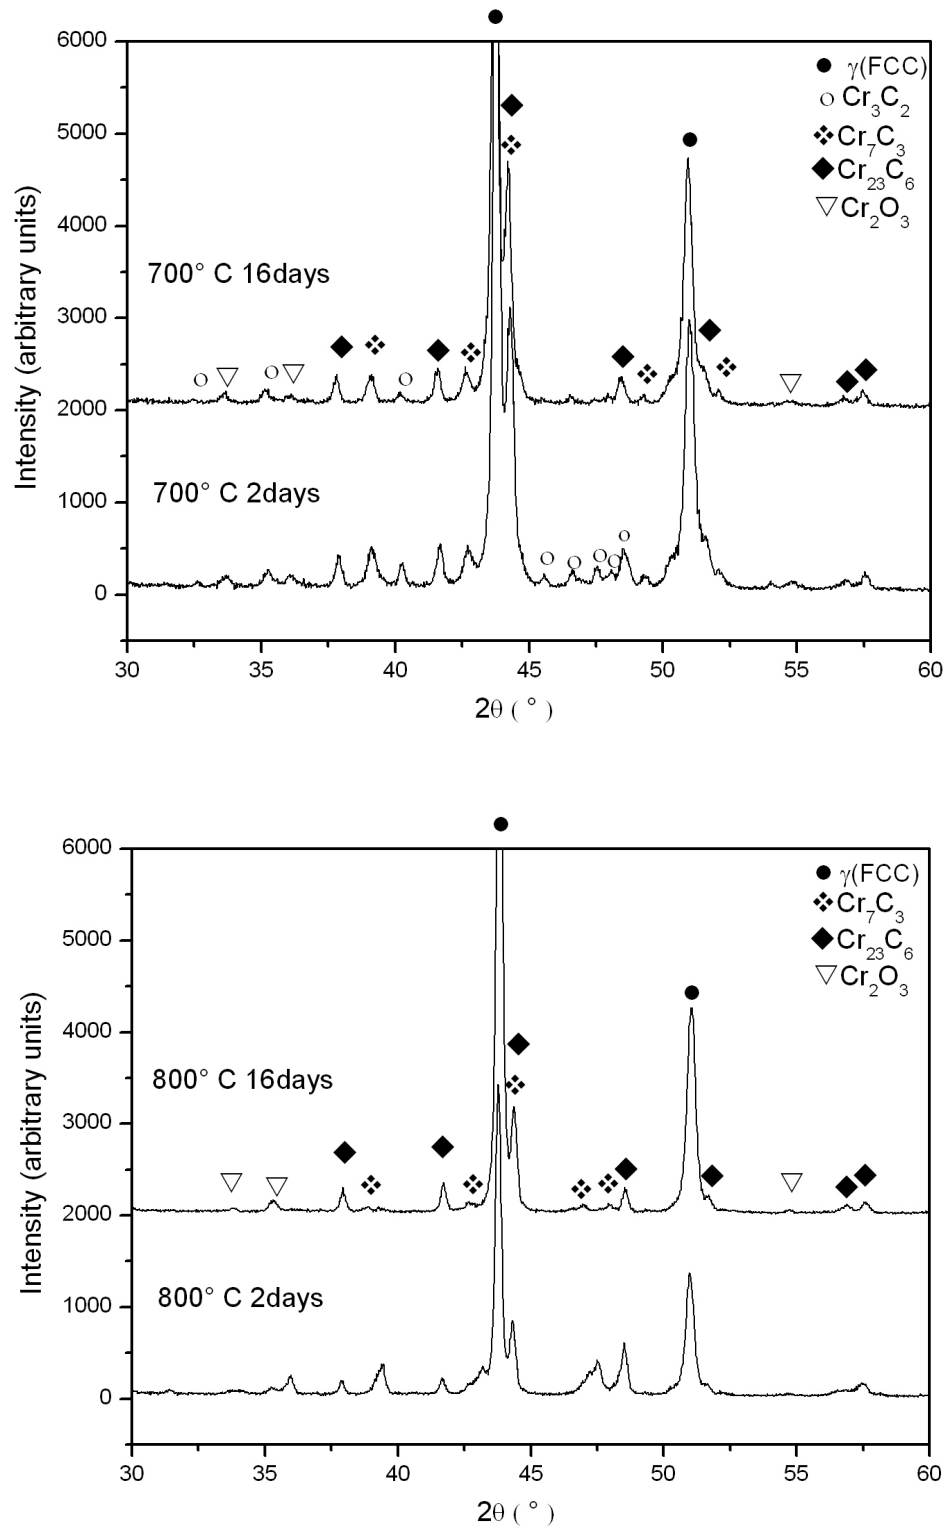 6000
5000
4000
3000
2000
1000
0
Intensity (arbitrary units)
γ(FCC)
Cr3C2
Cr7C3
Cr23C6
Cr2O3
700° C 16days
700° C 2days
30 35 40 45 50 55 60
2θ ( ° )
6000
5000
4000
3000
2000
1000
0
Intensity (arbitrary units)
γ(FCC)
Cr7C3
Cr23C6
Cr2O3
800° C 16days
800° C 2days
30 35 40 45 50 55 60
2θ ( ° )